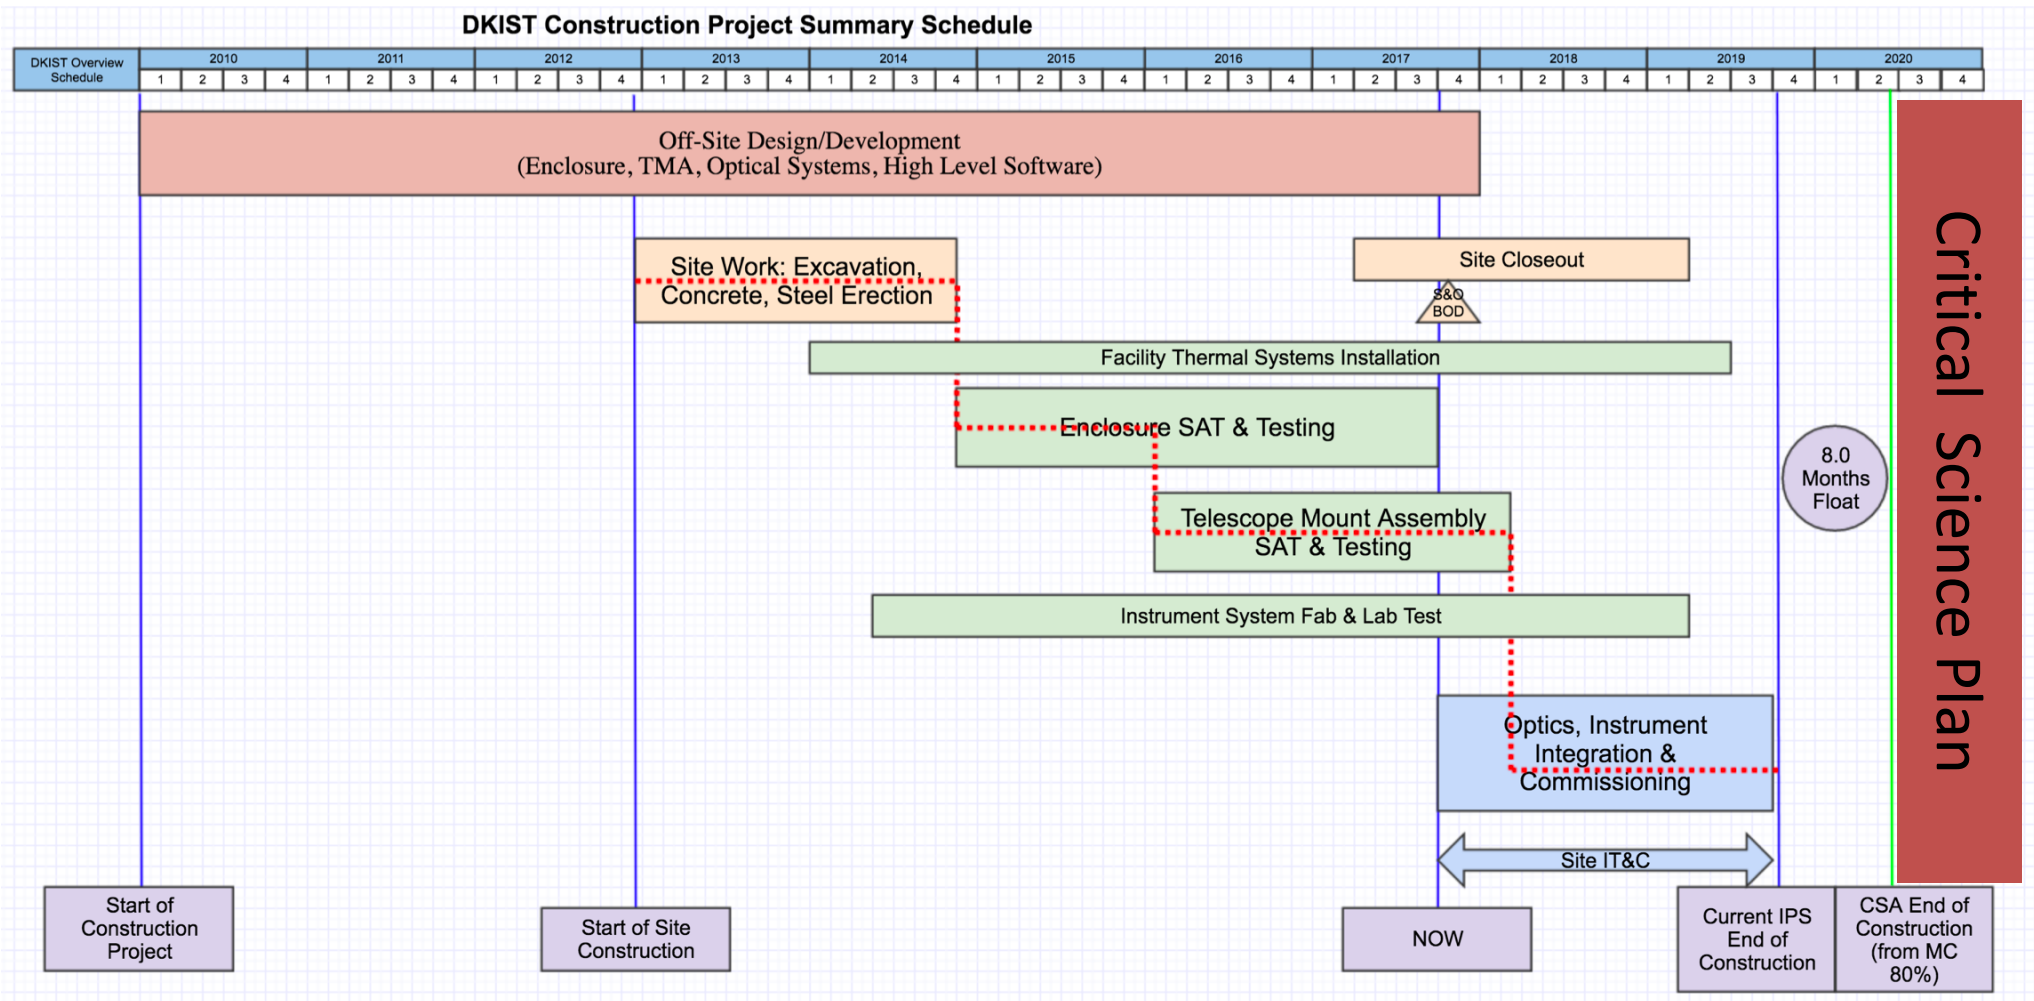 DKIST Construction Project Summary Schedule
DKIST Overview
Schedule
2010 2011 2012 2013 2014 2015 2016 2017 2018 2019 2020
1 2 3 4 1 2 3 4 1 2 3 4 1 2 3 4 1 2 3 4 1 2 3 4 1 2 3 4 1 2 3 4 1 2 3 4 1 2 3 4 1 2 3 4
Off-Site Design/Development
(Enclosure, TMA, Optical Systems, High Level Software)
Site Work: Excavation,
Concrete, Steel Erection
Site Closeout
S&O
BOD
Facility Thermal Systems Installation
Enclosure SAT & Testing
8.0
Months
Float
Telescope Mount Assembly
SAT & Testing
Instrument System Fab & Lab Test
Optics, Instrument
Integration &
Commissioning
Site IT&C
Critical Science Plan
Start of
Construction
Project
Start of Site
Construction
NOW
Current IPS
End of
Construction
CSA End of
Construction
(from MC
80%)